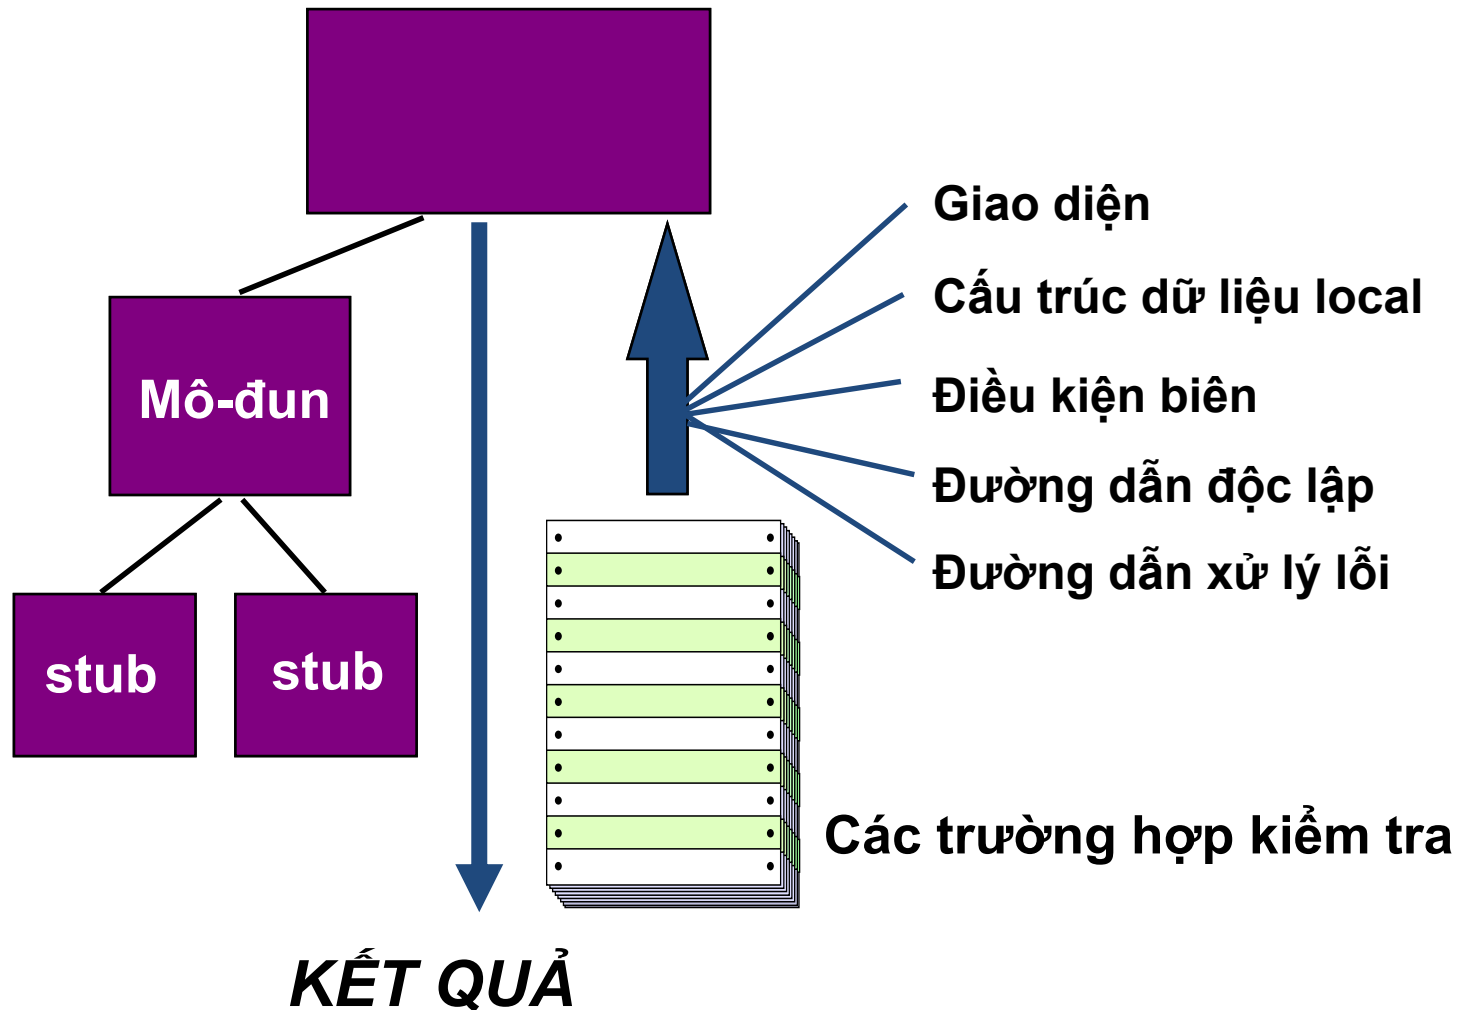 Giao diện
Cấu trúc dữ liệu local
Điều kiện biên
Đường dẫn độc lập
Đường dẫn xử lý lỗi
Mô-đun
stub
stub
Các trường hợp kiểm tra
KẾT QUẢ